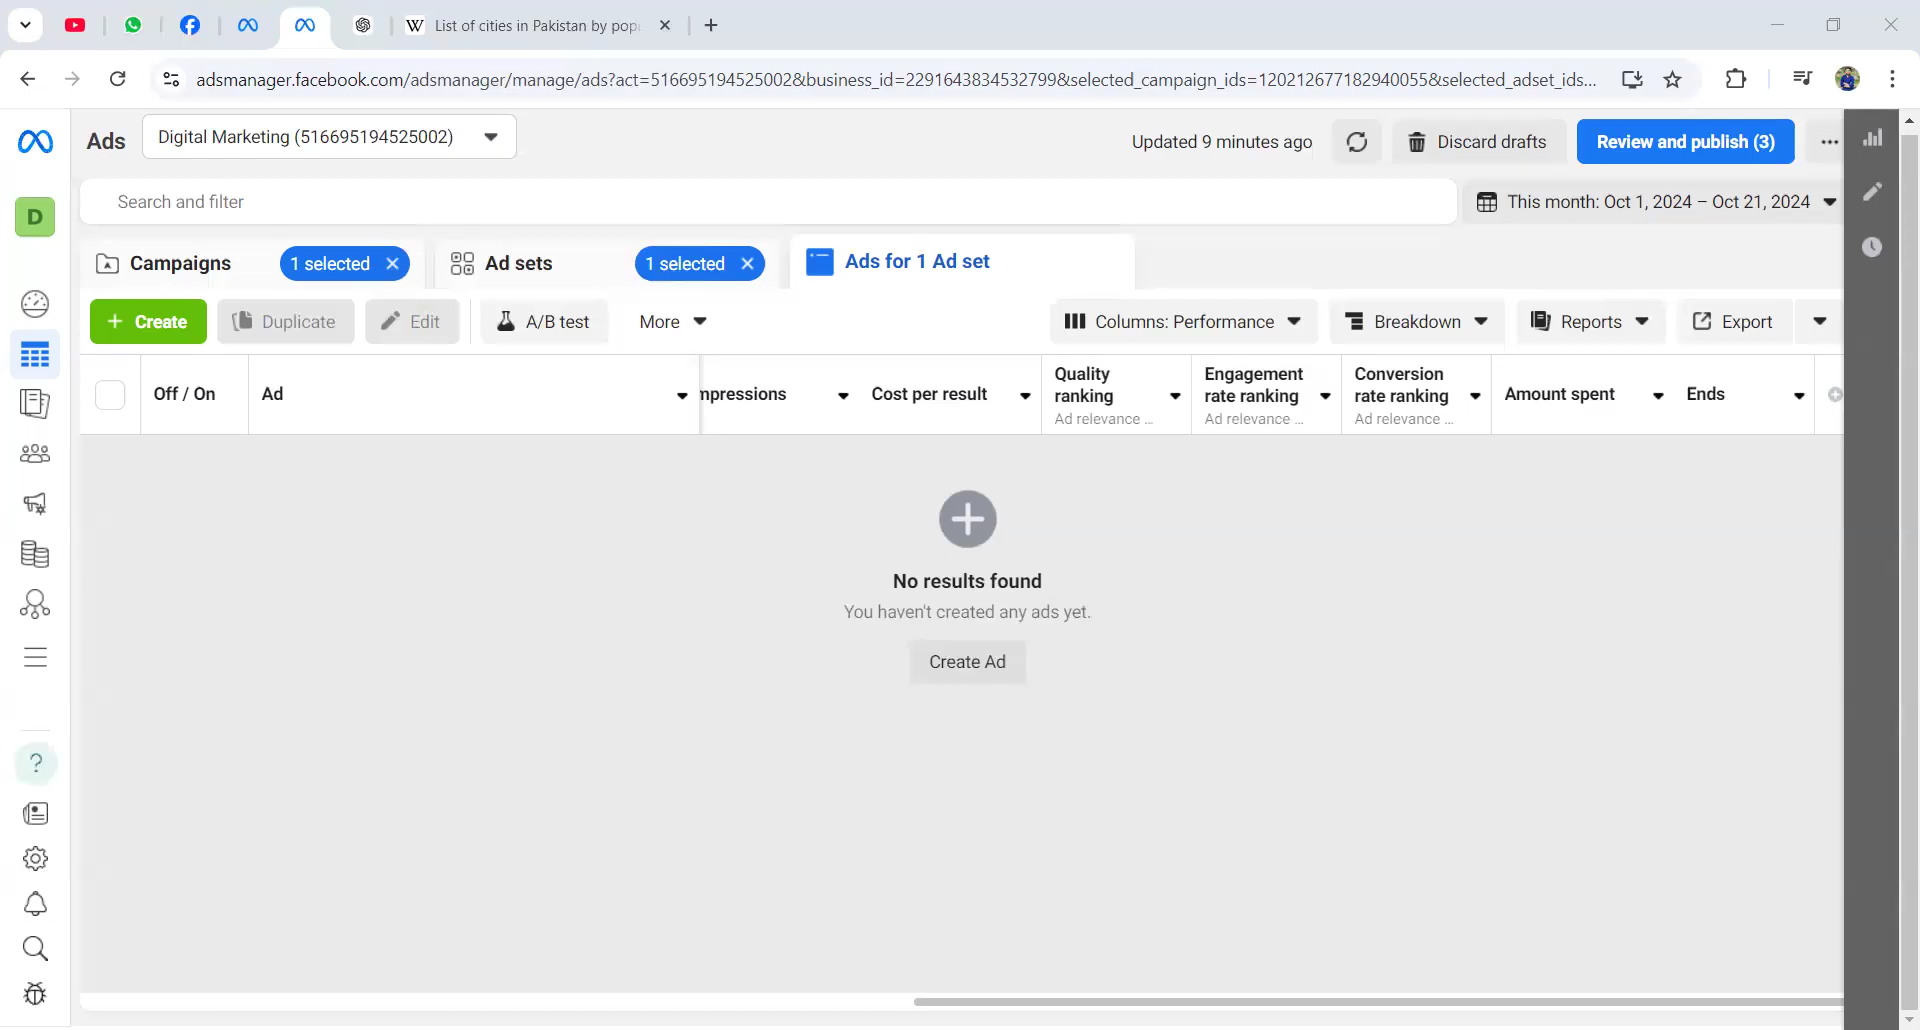 List of cities in Pakistan by pop
adsmanager.facebook.com/adsmanager/manage/ads?act=516695194525002&business_id=2291643834532799&selected_campaign_ids=120212677182940055&selected_adset_ids...
Ads
Digital Marketing (516695194525002)
Updated 9 minutes ago
Discard drafts
Review and publish (3)
D
Search and filter
This month: Oct 1, 2024 – Oct 21, 2024
Campaigns
1 selected
Ad sets
1 selected
Ads for 1 Ad set
Create
Duplicate
Edit
A/B test
More
Columns: Performance
Breakdown
Reports
Export
Off / On
Ad
mpressions
Cost per result
Quality
ranking
Ad relevance ...
Engagement
rate ranking
Ad relevance ...
Conversion
rate ranking
Ad relevance ...
Amount spent
Ends
No results found
You haven't created any ads yet.
Create Ad